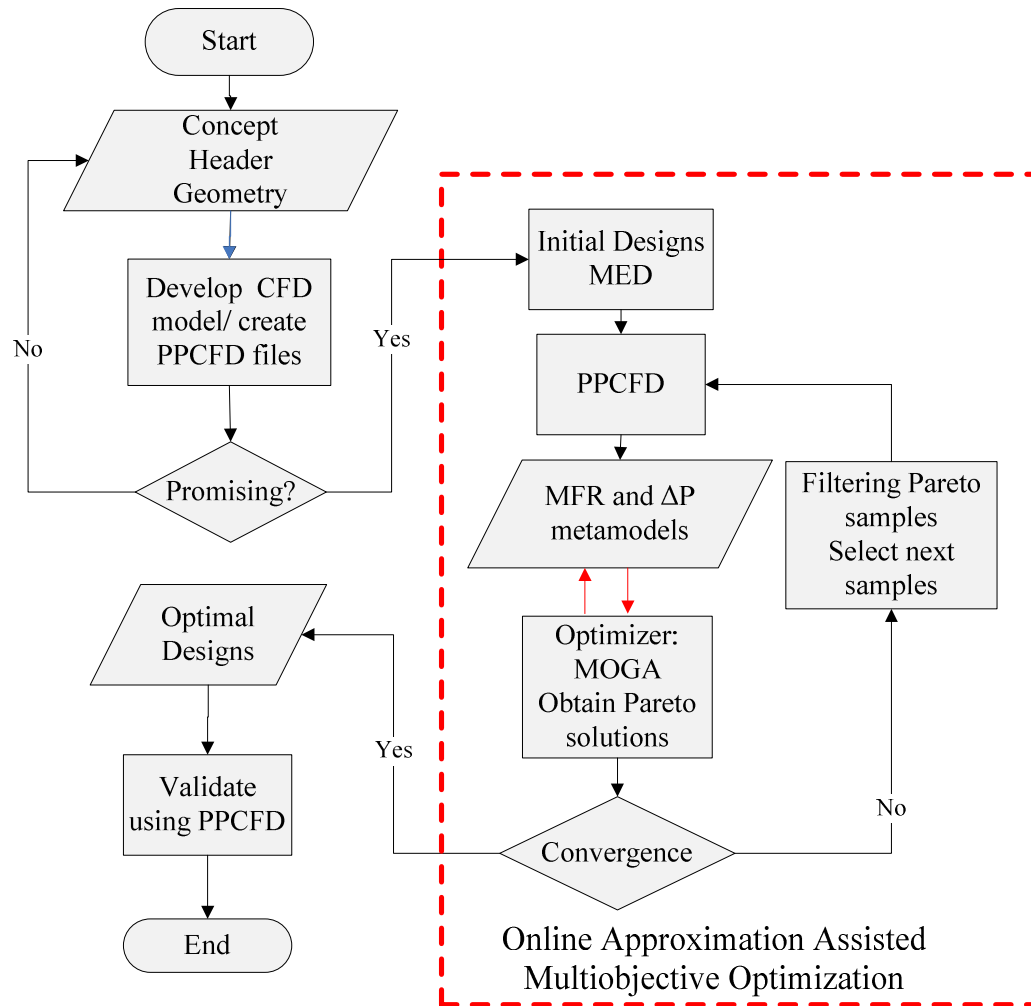 Start
Concept
Header
Geometry
Develop CFD
model/ create
PPCFD files
No
Yes
Promising?
Initial Designs
MED
PPCFD
MFR and ΔP
metamodels
Filtering Pareto
samples
Select next
samples
Optimizer:
MOGA
Obtain Pareto
solutions
Convergence
No
Yes
Optimal
Designs
Validate
using PPCFD
End
Online Approximation Assisted
Multiobjective Optimization